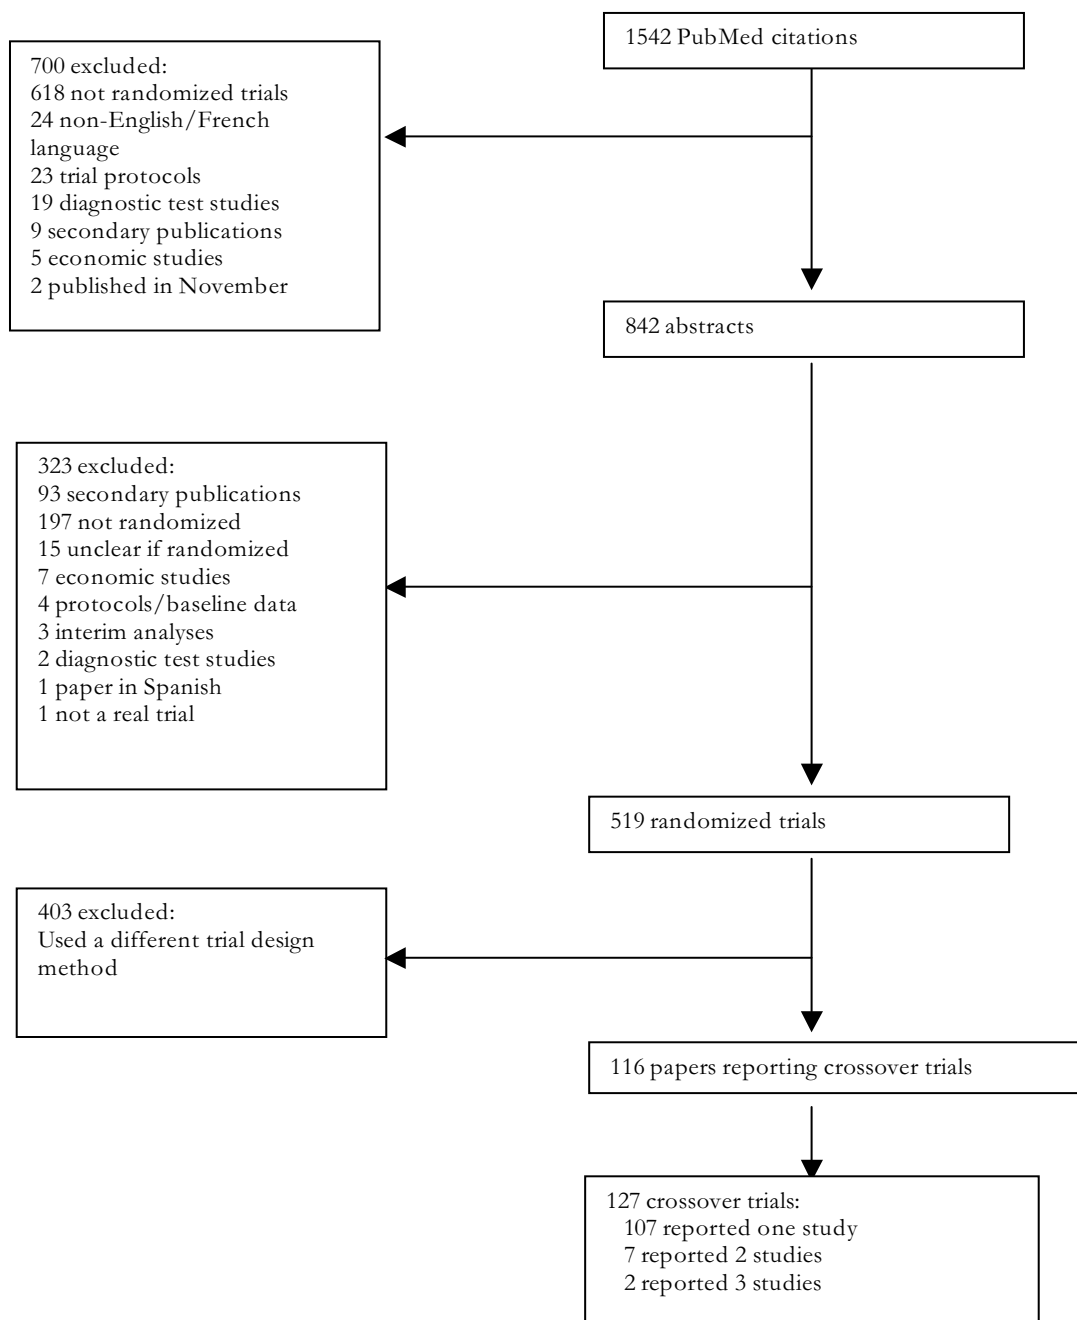 1542 PubMed citations
700 excluded:
618 not randomized trials
24 non-English/French
language
23 trial protocols
19 diagnostic test studies
9 secondary publications
5 economic studies
2 published in November
842 abstracts
323 excluded:
93 secondary publications
197 not randomized
15 unclear if randomized
7 economic studies
4 protocols/baseline data
3 interim analyses
2 diagnostic test studies
1 paper in Spanish
1 not a real trial
519 randomized trials
403 excluded:
Used a different trial design
method
116 papers reporting crossover trials
127 crossover trials:
107 reported one study
7 reported 2 studies
2 reported 3 studies